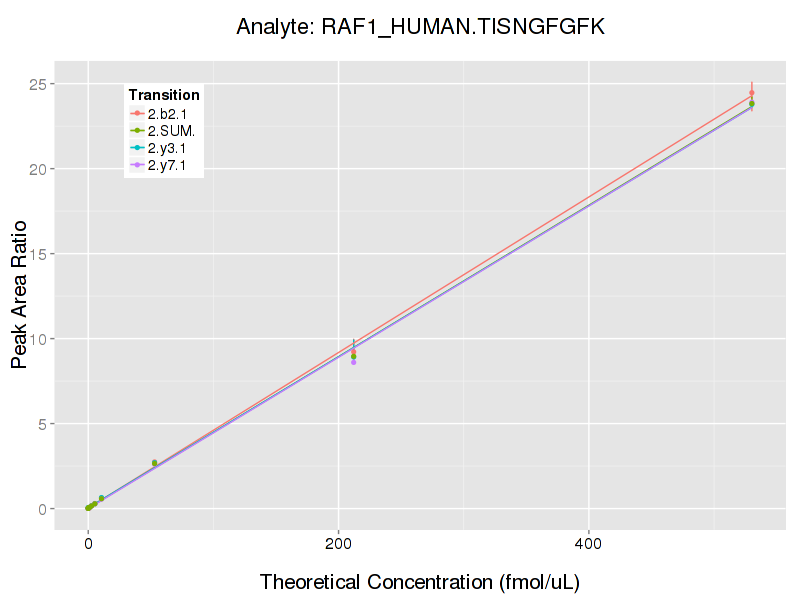 Analyte: RAF1_HUMAN.TISNGFGFK
Transition
2.b2.1
2.SUM.
2.y3.1
2.y7.1
25
20
15
10
5
0
Peak Area Ratio
0 200 400
Theoretical Concentration (fmol/uL)